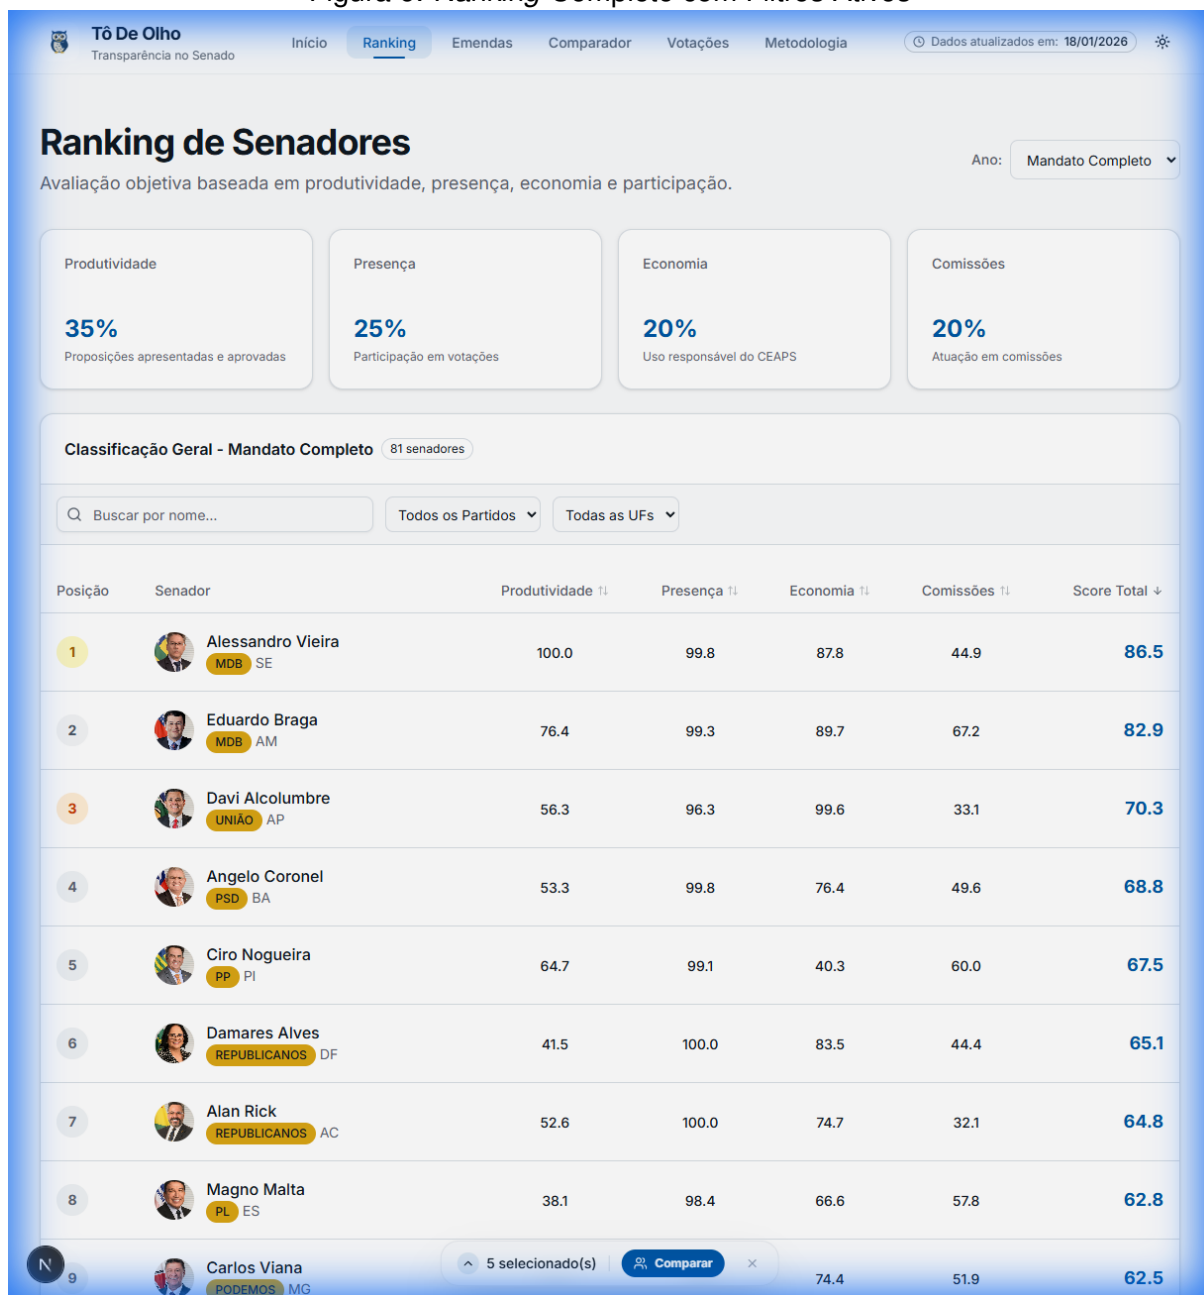 Tô De Olho
Transparência no Senado
Início Ranking Emendas Comparador Votações Metodologia
Dados atualizados em: 18/01/2026
Ranking de Senadores
Avaliação objetiva baseada em produtividade, presença, economia e participação.
Ano: Mandato Completo
Produtividade
35%
Proposições apresentadas e aprovadas
Presença
25%
Participação em votações
Economia
20%
Uso responsável do CEAPS
Comissões
20%
Atuação em comissões
Classificação Geral - Mandato Completo 81 senadores
Buscar por nome... Todos os Partidos Todas as UFs
Posição Senador Produtividade Presença Economia Comissões Score Total
1 Alessandro Vieira 100.0 99.8 87.8 44.9 86.5
MDB SE
2 Eduardo Braga 76.4 99.3 89.7 67.2 82.9
MDB AM
3 Davi Alcolumbre 56.3 96.3 99.6 33.1 70.3
UNIÃO AP
4 Angelo Coronel 53.3 99.8 76.4 49.6 68.8
PSD BA
5 Ciro Nogueira 64.7 99.1 40.3 60.0 67.5
PP PI
6 Damares Alves 41.5 100.0 83.5 44.4 65.1
REPUBLICANOS DF
7 Alan Rick 52.6 100.0 74.7 32.1 64.8
REPUBLICANOS AC
8 Magno Malta 38.1 98.4 66.6 57.8 62.8
PL ES
9 Carlos Viana 74.4 51.9 62.5
PODEMOS MG
5 selecionado(s) Comparar
N